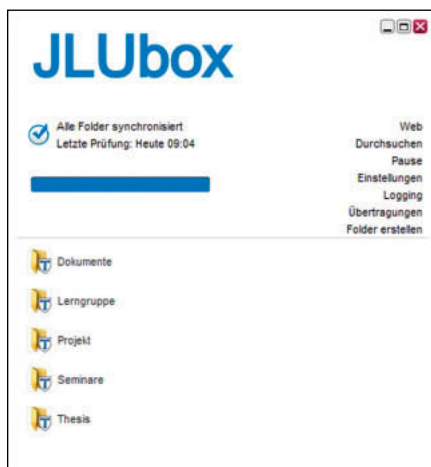 JLUbox
Alle Folder synchronisiert
Letzte Prüfung: Heute 09:04
Web
Durchsuchen
Pause
Einstellungen
Logging
Übertragungen
Folder erstellen
Dokumente
Lerngruppe
Projekt
Seminare
Thesis